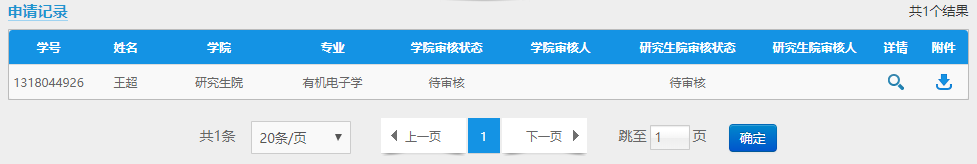 申请记录 共1个结果
学号 姓名 学院 专业 学院审核状态 学院审核人 研究生院审核状态 研究生院审核人 详情 附件
1318044926 王超 研究生院 有机电子学 待审核 待审核
共1条 20条/页 上一页 1 下一页 跳至 1 页 确定